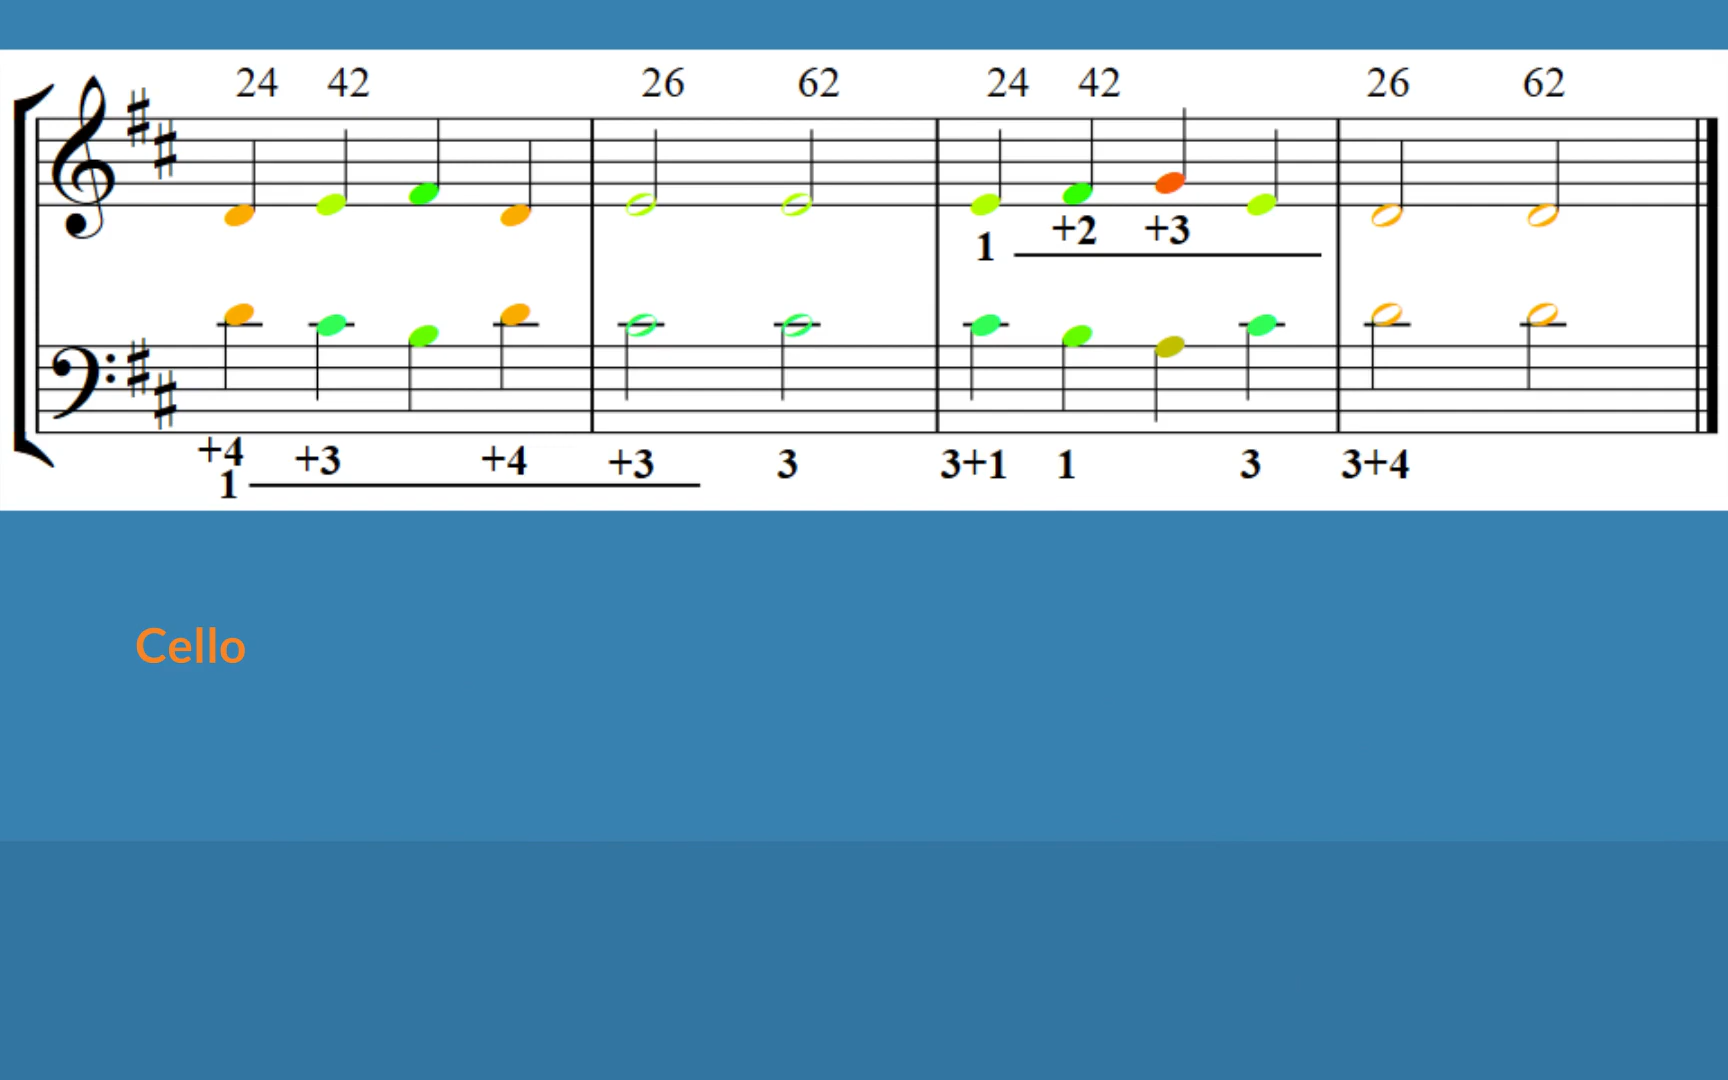 24 42 26 62 24 42 26 62
1 +2 +3
+4 +3 +4 +3 3 3+1 1 3 3+4
1
Cello